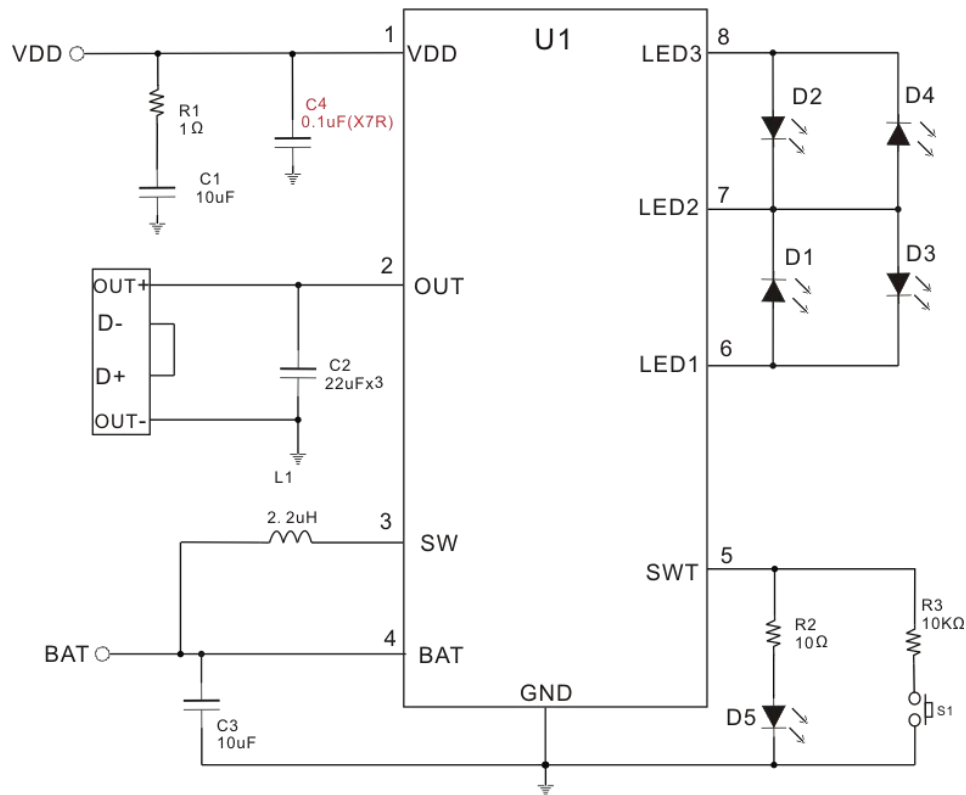 U1
1
8
VDD
VDD
LED3
R1
1Ω
C4
0.1uF(X7R)
D2
D4
C1
10uF
7
LED2
2
OUT
OUT+
D-
D+
OUT-
C2
22uFx3
D1
D3
6
LED1
L1
2.2uH
3
SW
5
SWT
R2
10Ω
R3
10KΩ
BAT
4
BAT
GND
D5
S1
C3
10uF